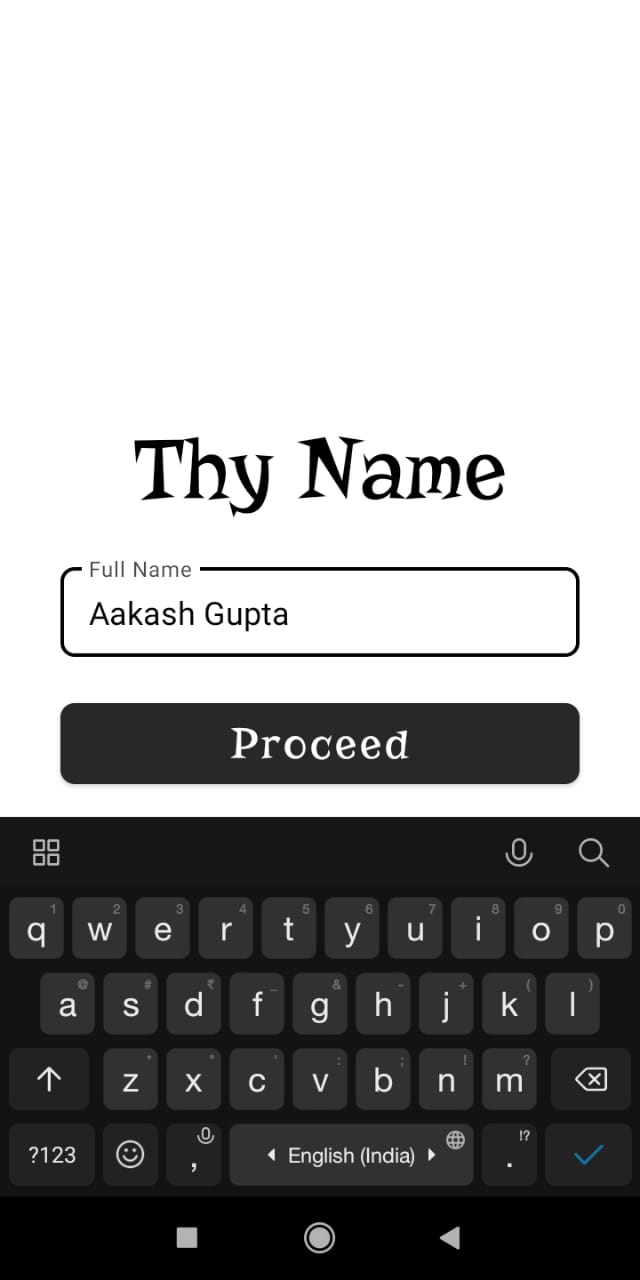 Thy Name
Full Name
Aakash Gupta
Proceed
1 2 3 4 5 6 7 8 9 0
q w e r t y u i o p
@ # ₹ _ & - + ( )
a s d f g h j k l
* " ' : ; ! ?
z x c v b n m
?123 , English (India) . !?